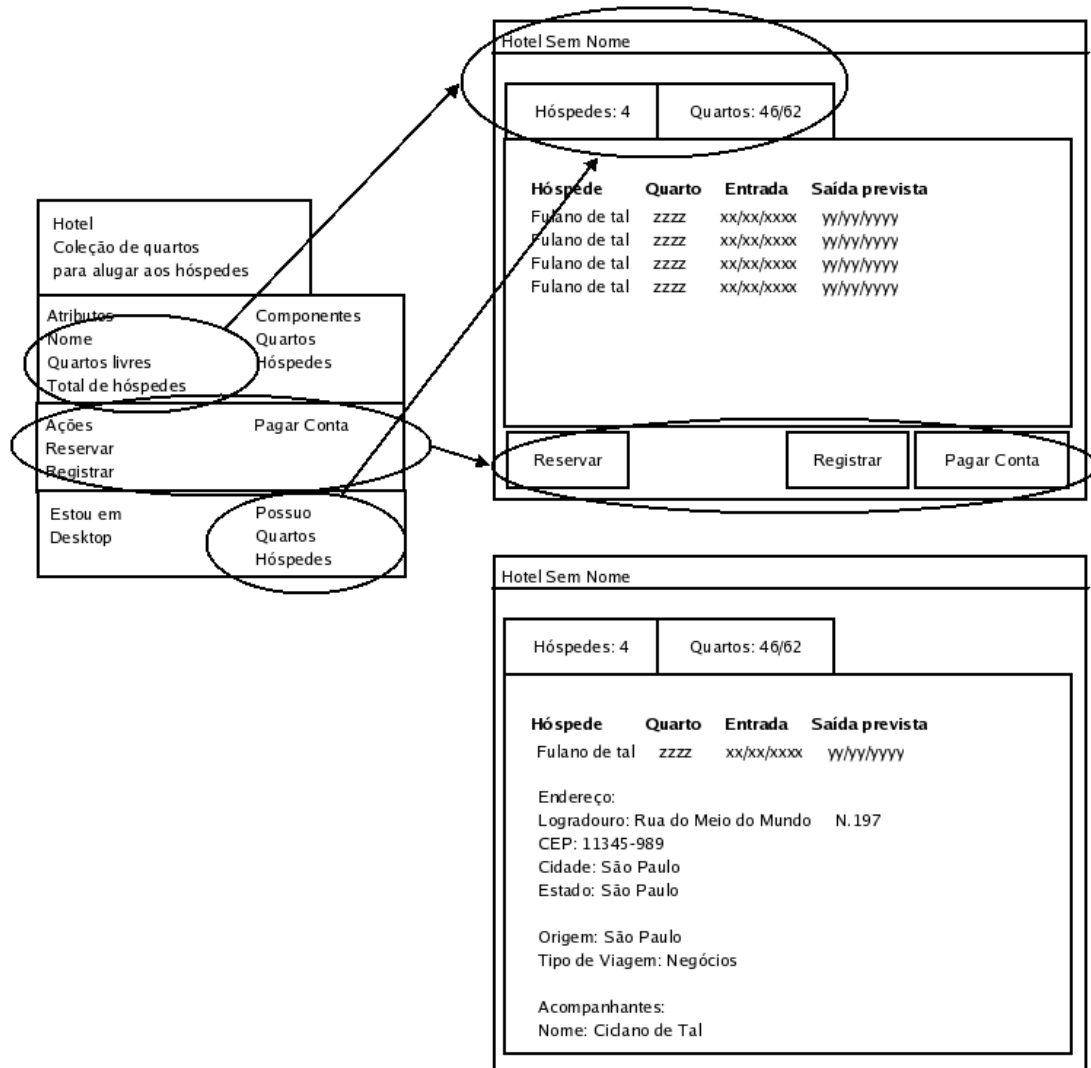 Hotel Sem Nome
Hóspedes: 4 Quartos: 46/62
Hóspede Quarto Entrada Saída prevista
Fulano de tal zzzz xx/xx/xxxx yy/yy/yyyy
Fulano de tal zzzz xx/xx/xxxx yy/yy/yyyy
Fulano de tal zzzz xx/xx/xxxx yy/yy/yyyy
Fulano de tal zzzz xx/xx/xxxx yy/yy/yyyy
Reservar Registrar Pagar Conta
Hotel
Coleção de quartos
para alugar aos hóspedes
Atributos Componentes
Nome Quartos
Quartos livres Hóspedes
Total de hóspedes
Ações Pagar Conta
Reservar
Registrar
Estou em Possuo
Desktop Quartos
Hóspedes
Hotel Sem Nome
Hóspedes: 4 Quartos: 46/62
Hóspede Quarto Entrada Saída prevista
Fulano de tal zzzz xx/xx/xxxx yy/yy/yyyy
Endereço:
Logradouro: Rua do Meio do Mundo N.197
CEP: 11345-989
Cidade: São Paulo
Estado: São Paulo
Origem: São Paulo
Tipo de Viagem: Negócios
Acompanhantes:
Nome: Ciclano de Tal